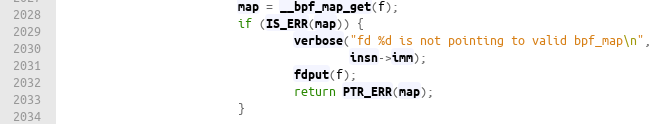 2027
2028 map = __bpf_map_get(f);
2029 if (IS_ERR(map)) {
2030 verbose("fd %d is not pointing to valid bpf_map\n",
2031 insn->imm);
2032 fdput(f);
2033 return PTR_ERR(map);
2034 }